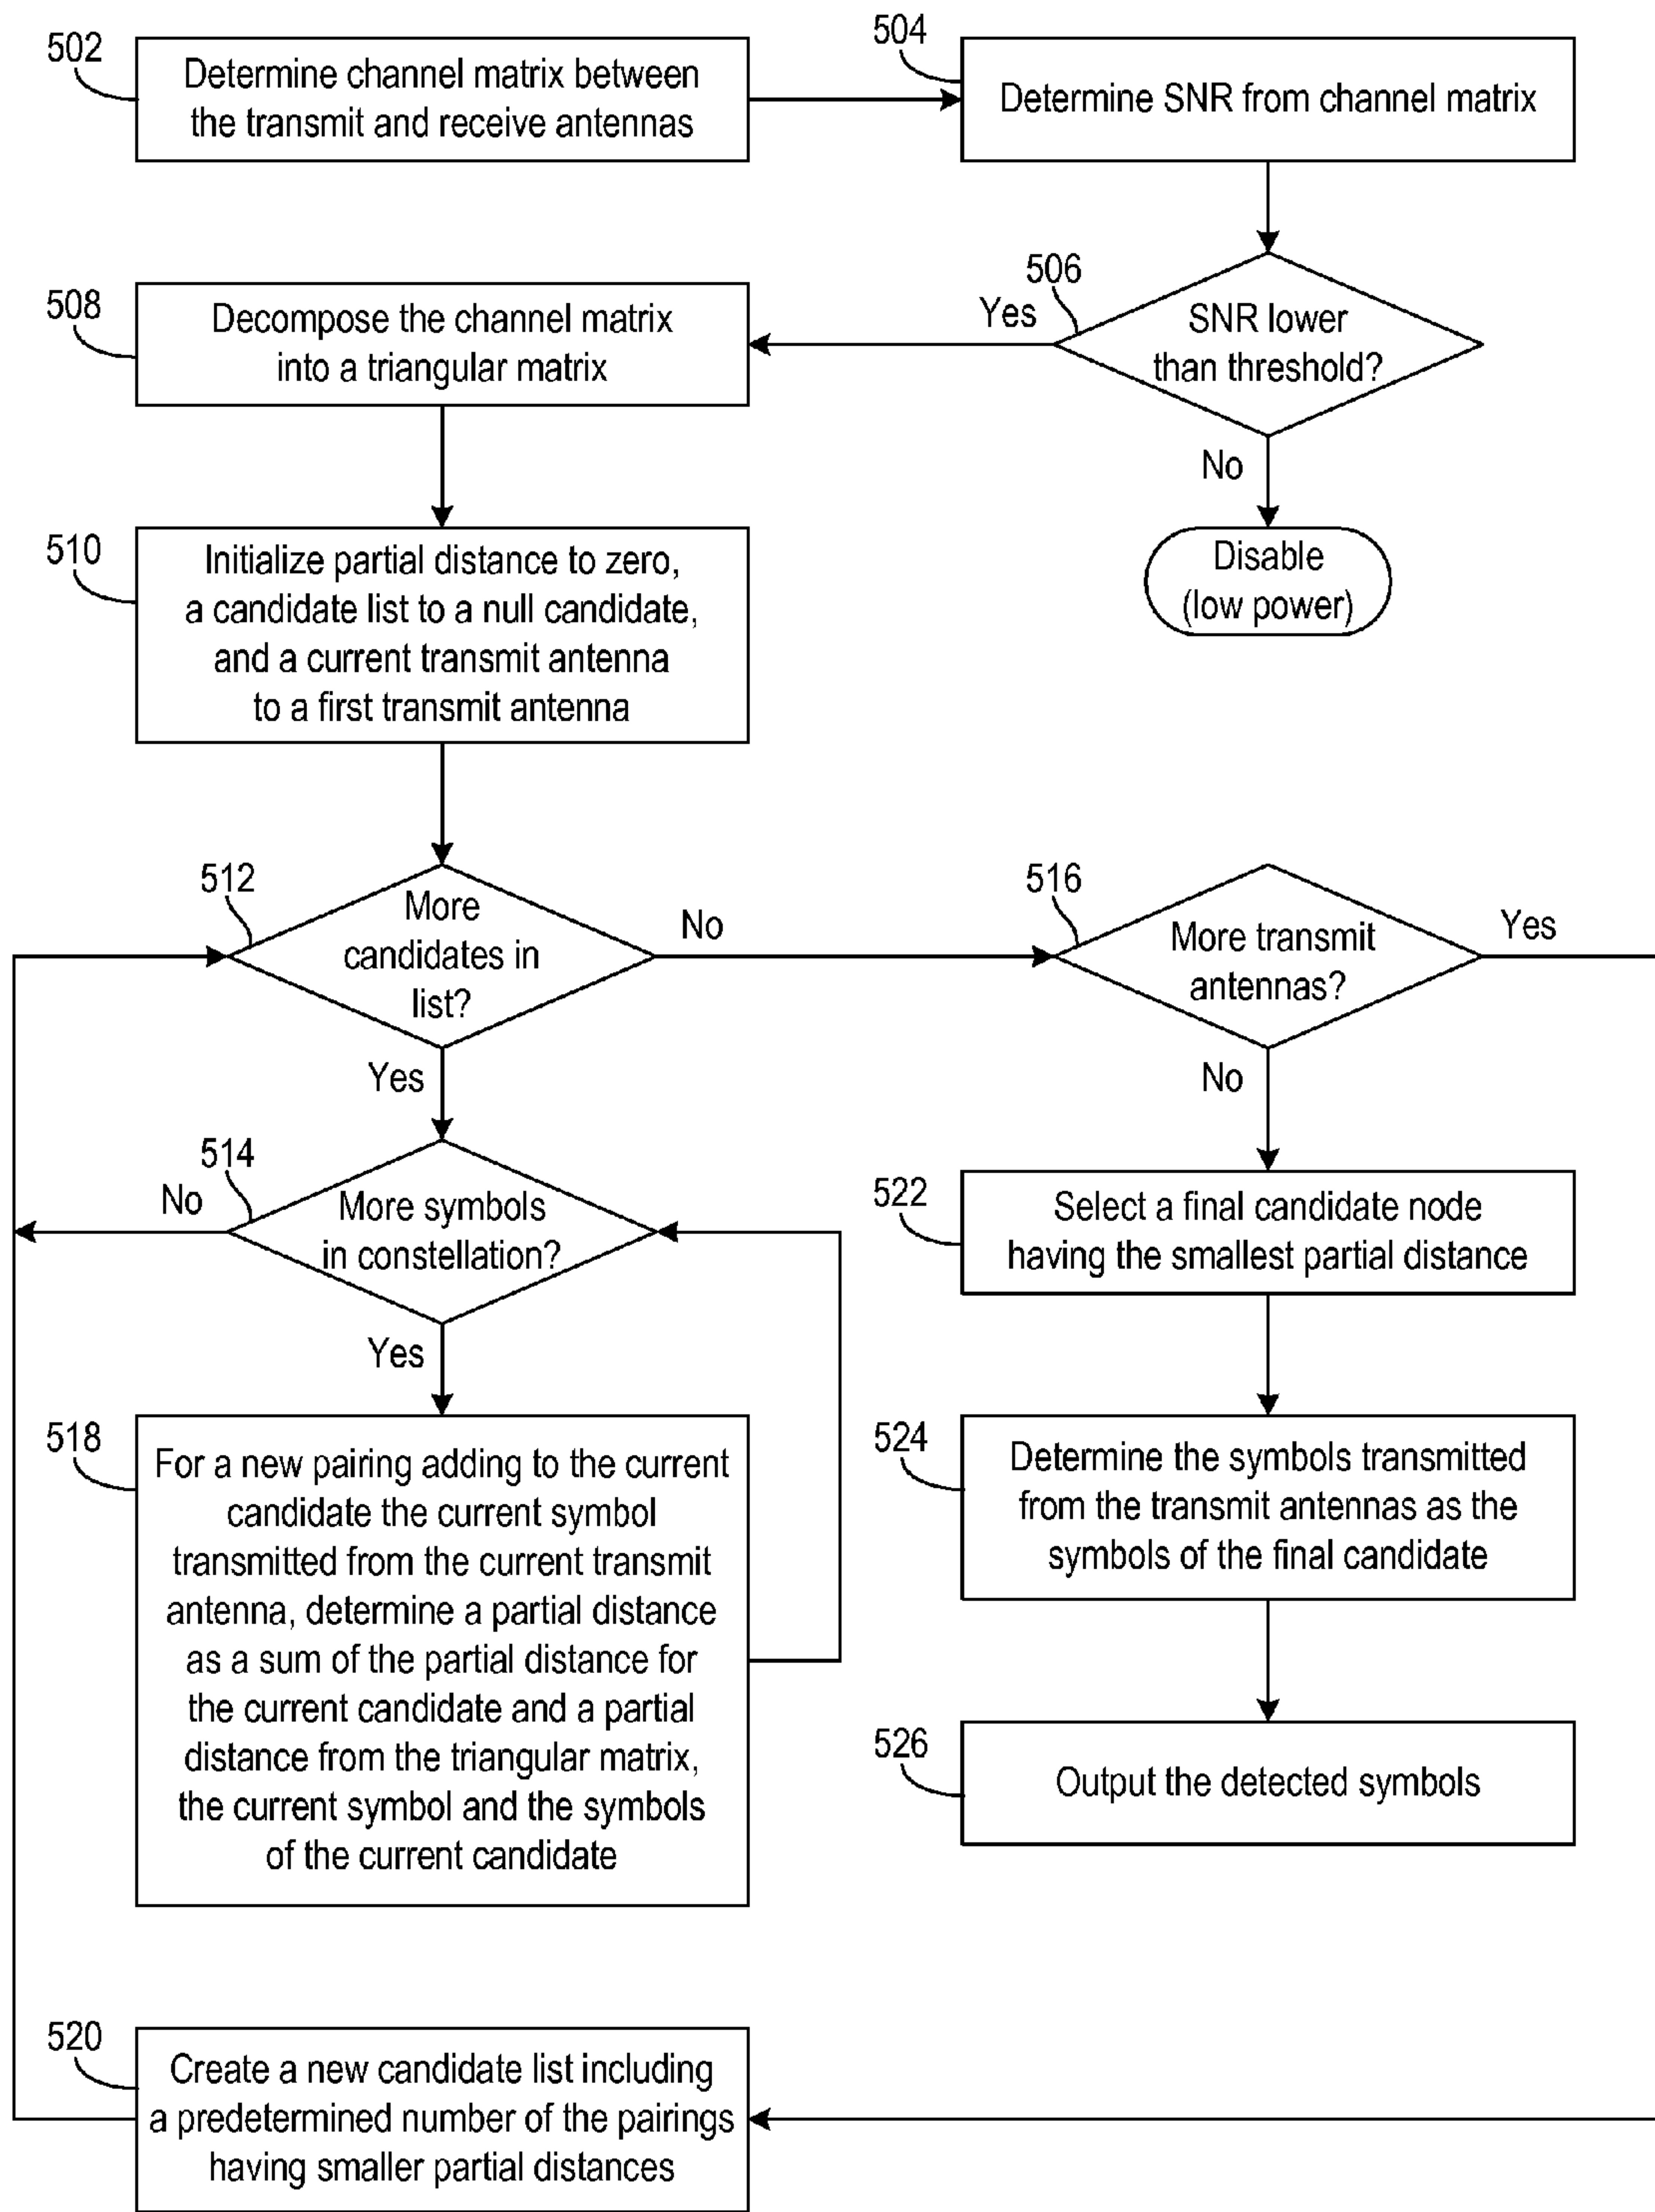 502
Determine channel matrix between
the transmit and receive antennas
504
Determine SNR from channel matrix
506
SNR lower
than threshold?
Yes
No
508
Decompose the channel matrix
into a triangular matrix
Disable
(low power)
510
Initialize partial distance to zero,
a candidate list to a null candidate,
and a current transmit antenna
to a first transmit antenna
512
More
candidates in
list?
No
Yes
516
More transmit
antennas?
Yes
No
514
More symbols
in constellation?
No
Yes
522
Select a final candidate node
having the smallest partial distance
518
For a new pairing adding to the current
candidate the current symbol
transmitted from the current transmit
antenna, determine a partial distance
as a sum of the partial distance for
the current candidate and a partial
distance from the triangular matrix,
the current symbol and the symbols
of the current candidate
524
Determine the symbols transmitted
from the transmit antennas as the
symbols of the final candidate
526
Output the detected symbols
520
Create a new candidate list including
a predetermined number of the pairings
having smaller partial distances